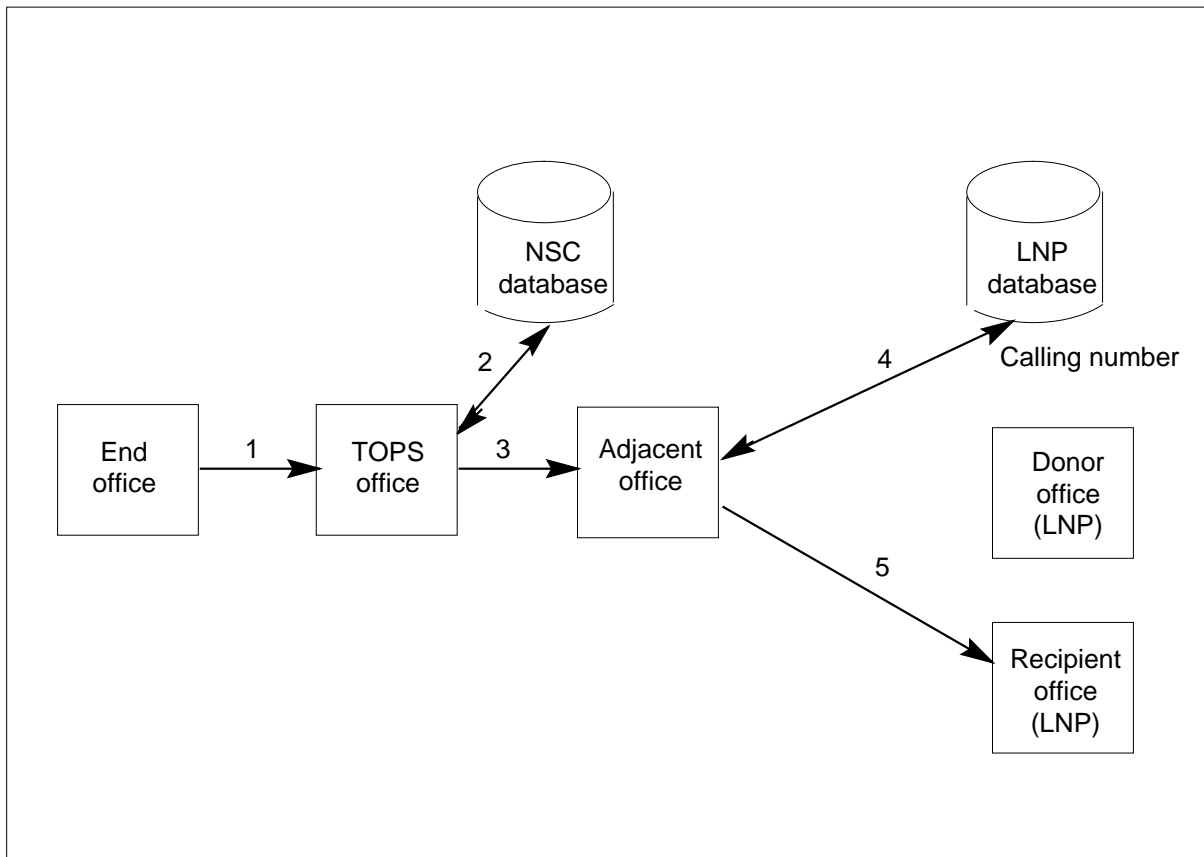 NSC
database
LNP
database
2
4
Calling number
End
office
1
TOPS
office
3
Adjacent
office
Donor
office
(LNP)
5
Recipient
office
(LNP)